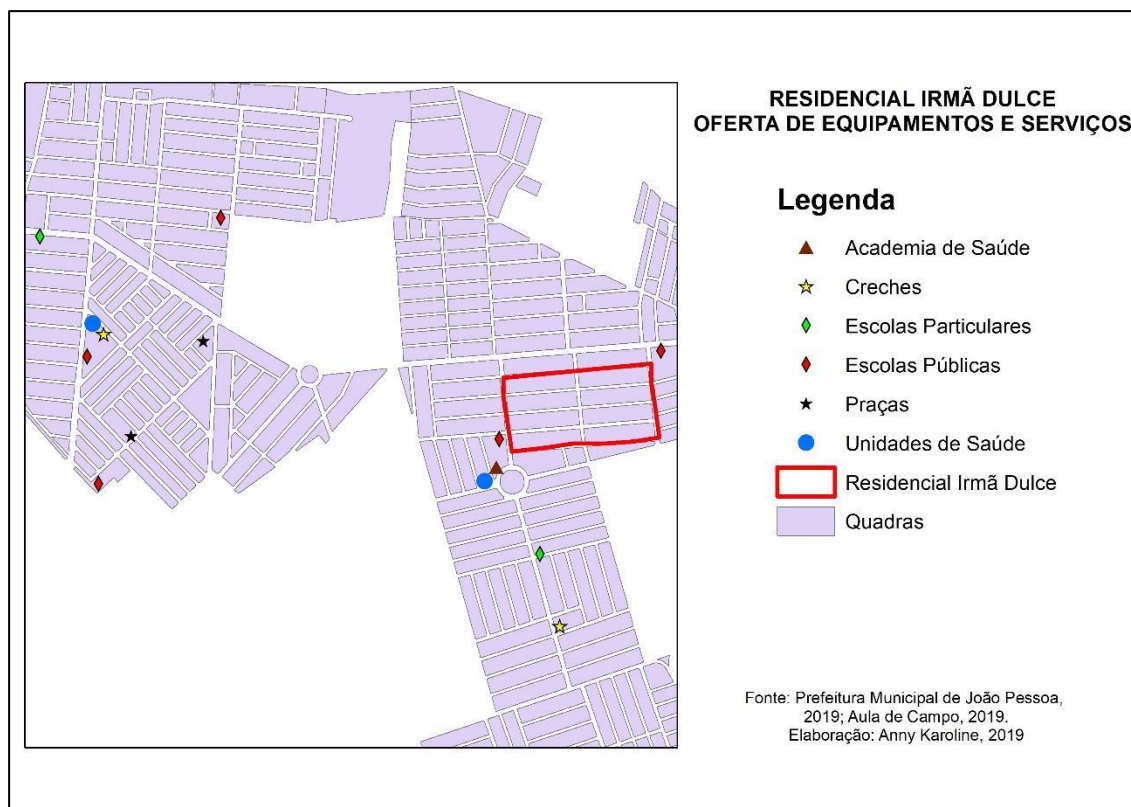 RESIDENCIAL IRMÃ DULCE
OFERTA DE EQUIPAMENTOS E SERVIÇOS
Legenda
Academia de Saúde
Creches
Escolas Particulares
Escolas Públicas
Praças
Unidades de Saúde
Residencial Irmã Dulce
Quadras
Fonte: Prefeitura Municipal de João Pessoa,
2019; Aula de Campo, 2019.
Elaboração: Anny Karoline, 2019